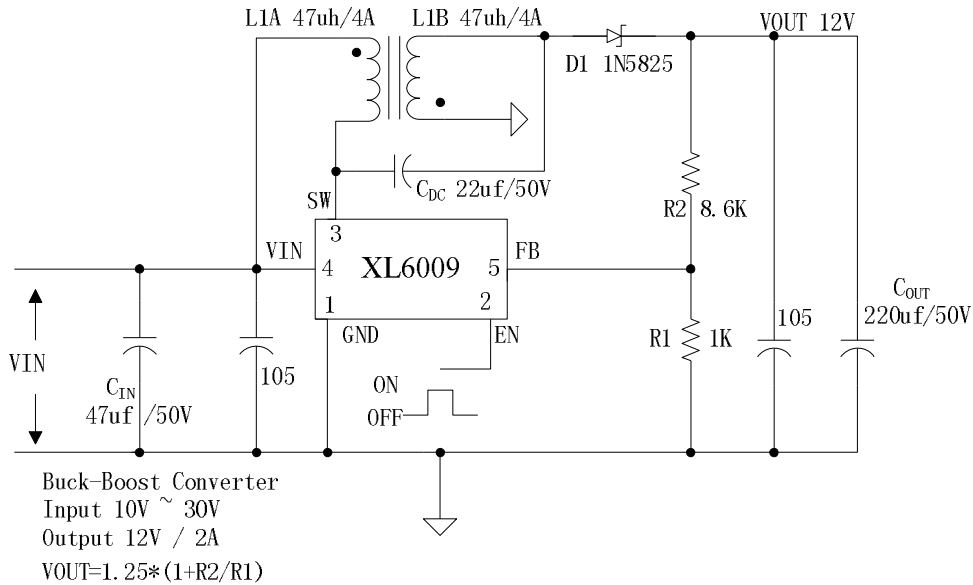 L1A 47uh/4A
L1B 47uh/4A
VOUT 12V
D1 1N5825
CDC 22uf/50V
SW
R2 8.6K
3
VIN
4
XL6009
5
FB
1
2
GND
EN
COUT
220uf/50V
R1
1K
105
VIN
CIN
47uf/50V
105
ON
OFF
Buck-Boost Converter
Input 10V ~ 30V
Output 12V / 2A
VOUT=1.25*(1+R2/R1)